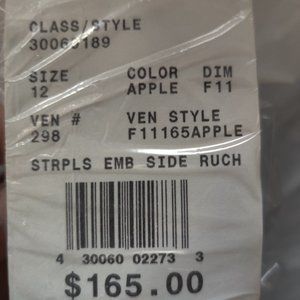 CLASS/STYLE
30060189
SIZE COLOR DIM
12 APPLE F11
VEN # VEN STYLE
298 F11165APPLE
STRPLS EMB SIDE RUCH
4 30060 02273 3
$165.00